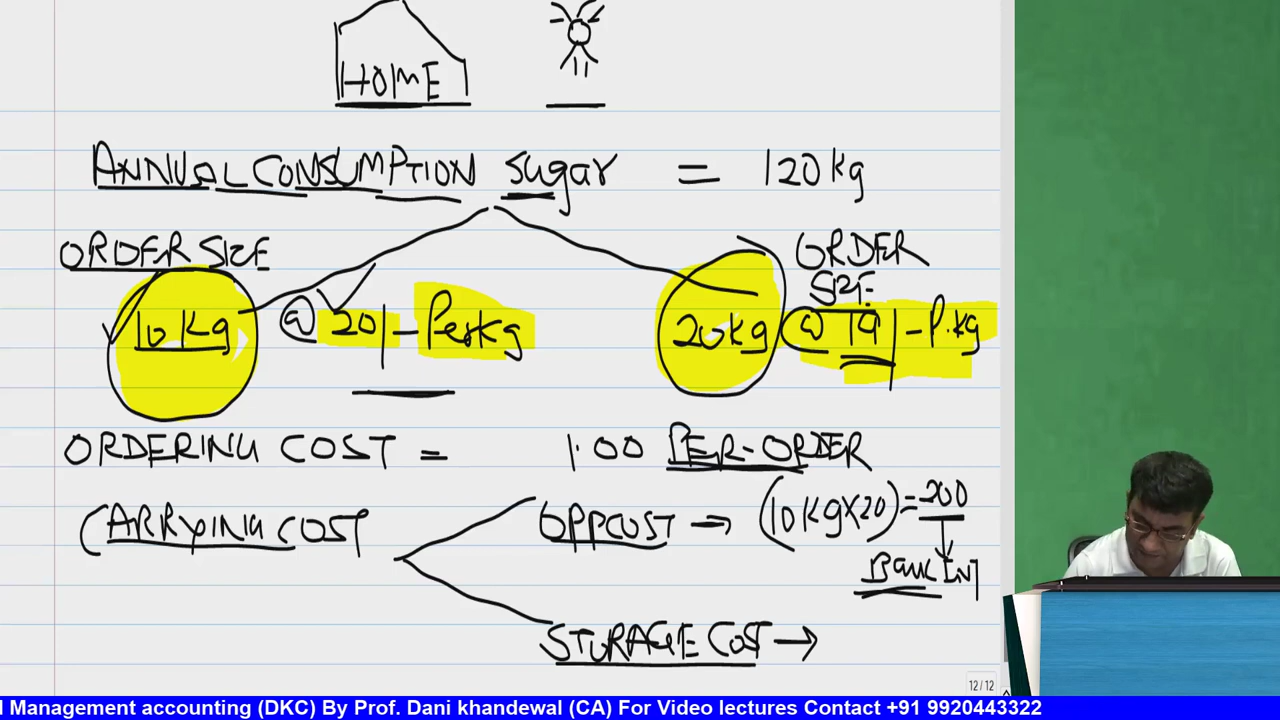 HOME
ANNUAL CONSUMPTION sugar = 120 kg
ORDER SIZE
ORDER SIZE
10 Kg @ 20/- Per kg
20 kg @ 19/- P.kg
ORDERING COST = 1.00 PER-ORDER
CARRYING COST
OPP COST → (10 KG X 20) = 200
Bank INT
STORAGE COST →
12/12
l Management accounting (DKC) By Prof. Dani khandewal (CA) For Video lectures Contact +91 9920443322